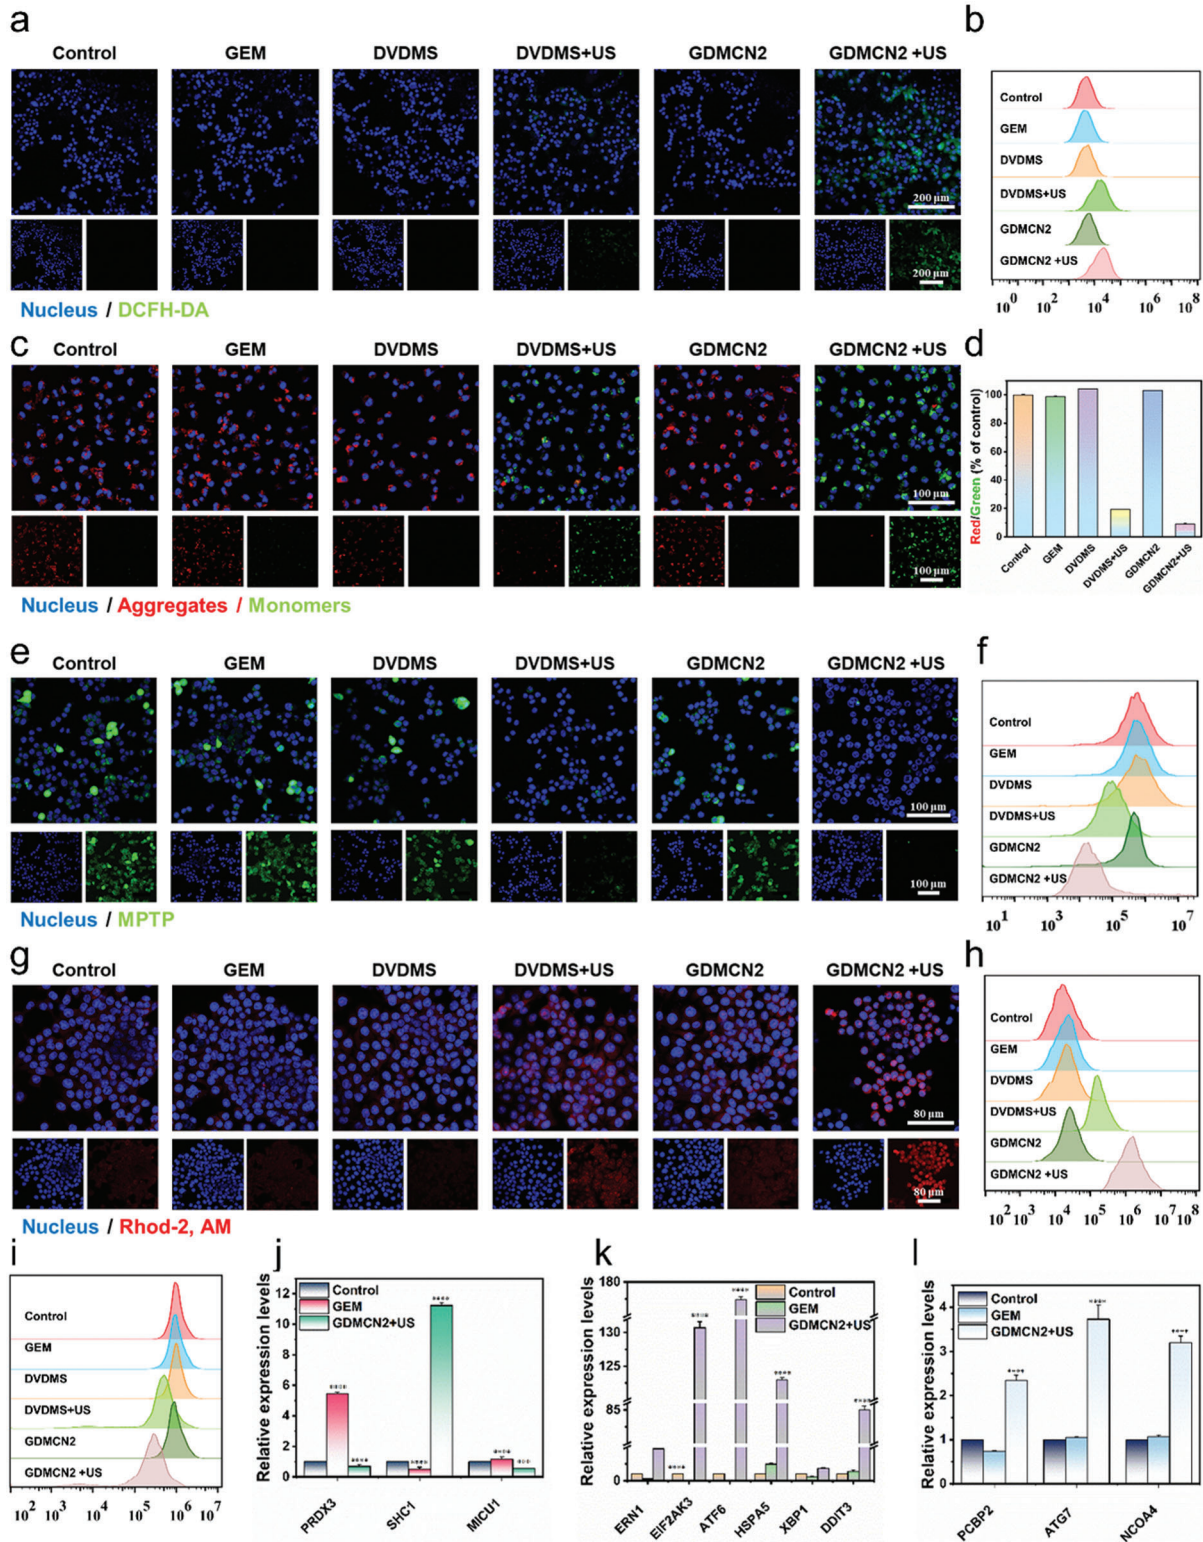 a
Control GEM DVDMS DVDMS+US GDMCN2 GDMCN2 +US
200 μm
200 μm
Nucleus / DCFH-DA
b
Control
GEM
DVDMS
DVDMS+US
GDMCN2
GDMCN2 +US
10^0 10^2 10^4 10^6 10^8
c
Control GEM DVDMS DVDMS+US GDMCN2 GDMCN2 +US
100 μm
100 μm
Nucleus / Aggregates / Monomers
d
Red/Green (% of control)
100
80
60
40
20
0
Control GEM DVDMS DVDMS+US GDMCN2 GDMCN2+US
e
Control GEM DVDMS DVDMS+US GDMCN2 GDMCN2 +US
100 μm
100 μm
Nucleus / MPTP
f
Control
GEM
DVDMS
DVDMS+US
GDMCN2
GDMCN2 +US
10^1 10^3 10^5 10^7
g
Control GEM DVDMS DVDMS+US GDMCN2 GDMCN2 +US
80 μm
80 μm
Nucleus / Rhod-2, AM
h
Control
GEM
DVDMS
DVDMS+US
GDMCN2
GDMCN2 +US
10^2 10^3 10^4 10^5 10^6 10^7 10^8
i
Control
GEM
DVDMS
DVDMS+US
GDMCN2
GDMCN2 +US
10^2 10^3 10^4 10^5 10^6 10^7
j
Relative expression levels
12
10
8
6
4
2
0
Control
GEM
GDMCN2+US
**** **** **** **** **** ***
PRDX3 SHC1 MICU1
k
Relative expression levels
180
130
125
85
0
Control
GEM
GDMCN2+US
**** **** **** **** ****
ERN1 EIF2AK3 ATF6 HSPA5 XBP1 DDIT3
l
Relative expression levels
4
3
2
1
0
Control
GEM
GDMCN2+US
**** **** ****
PCBP2 ATG7 NCOA4